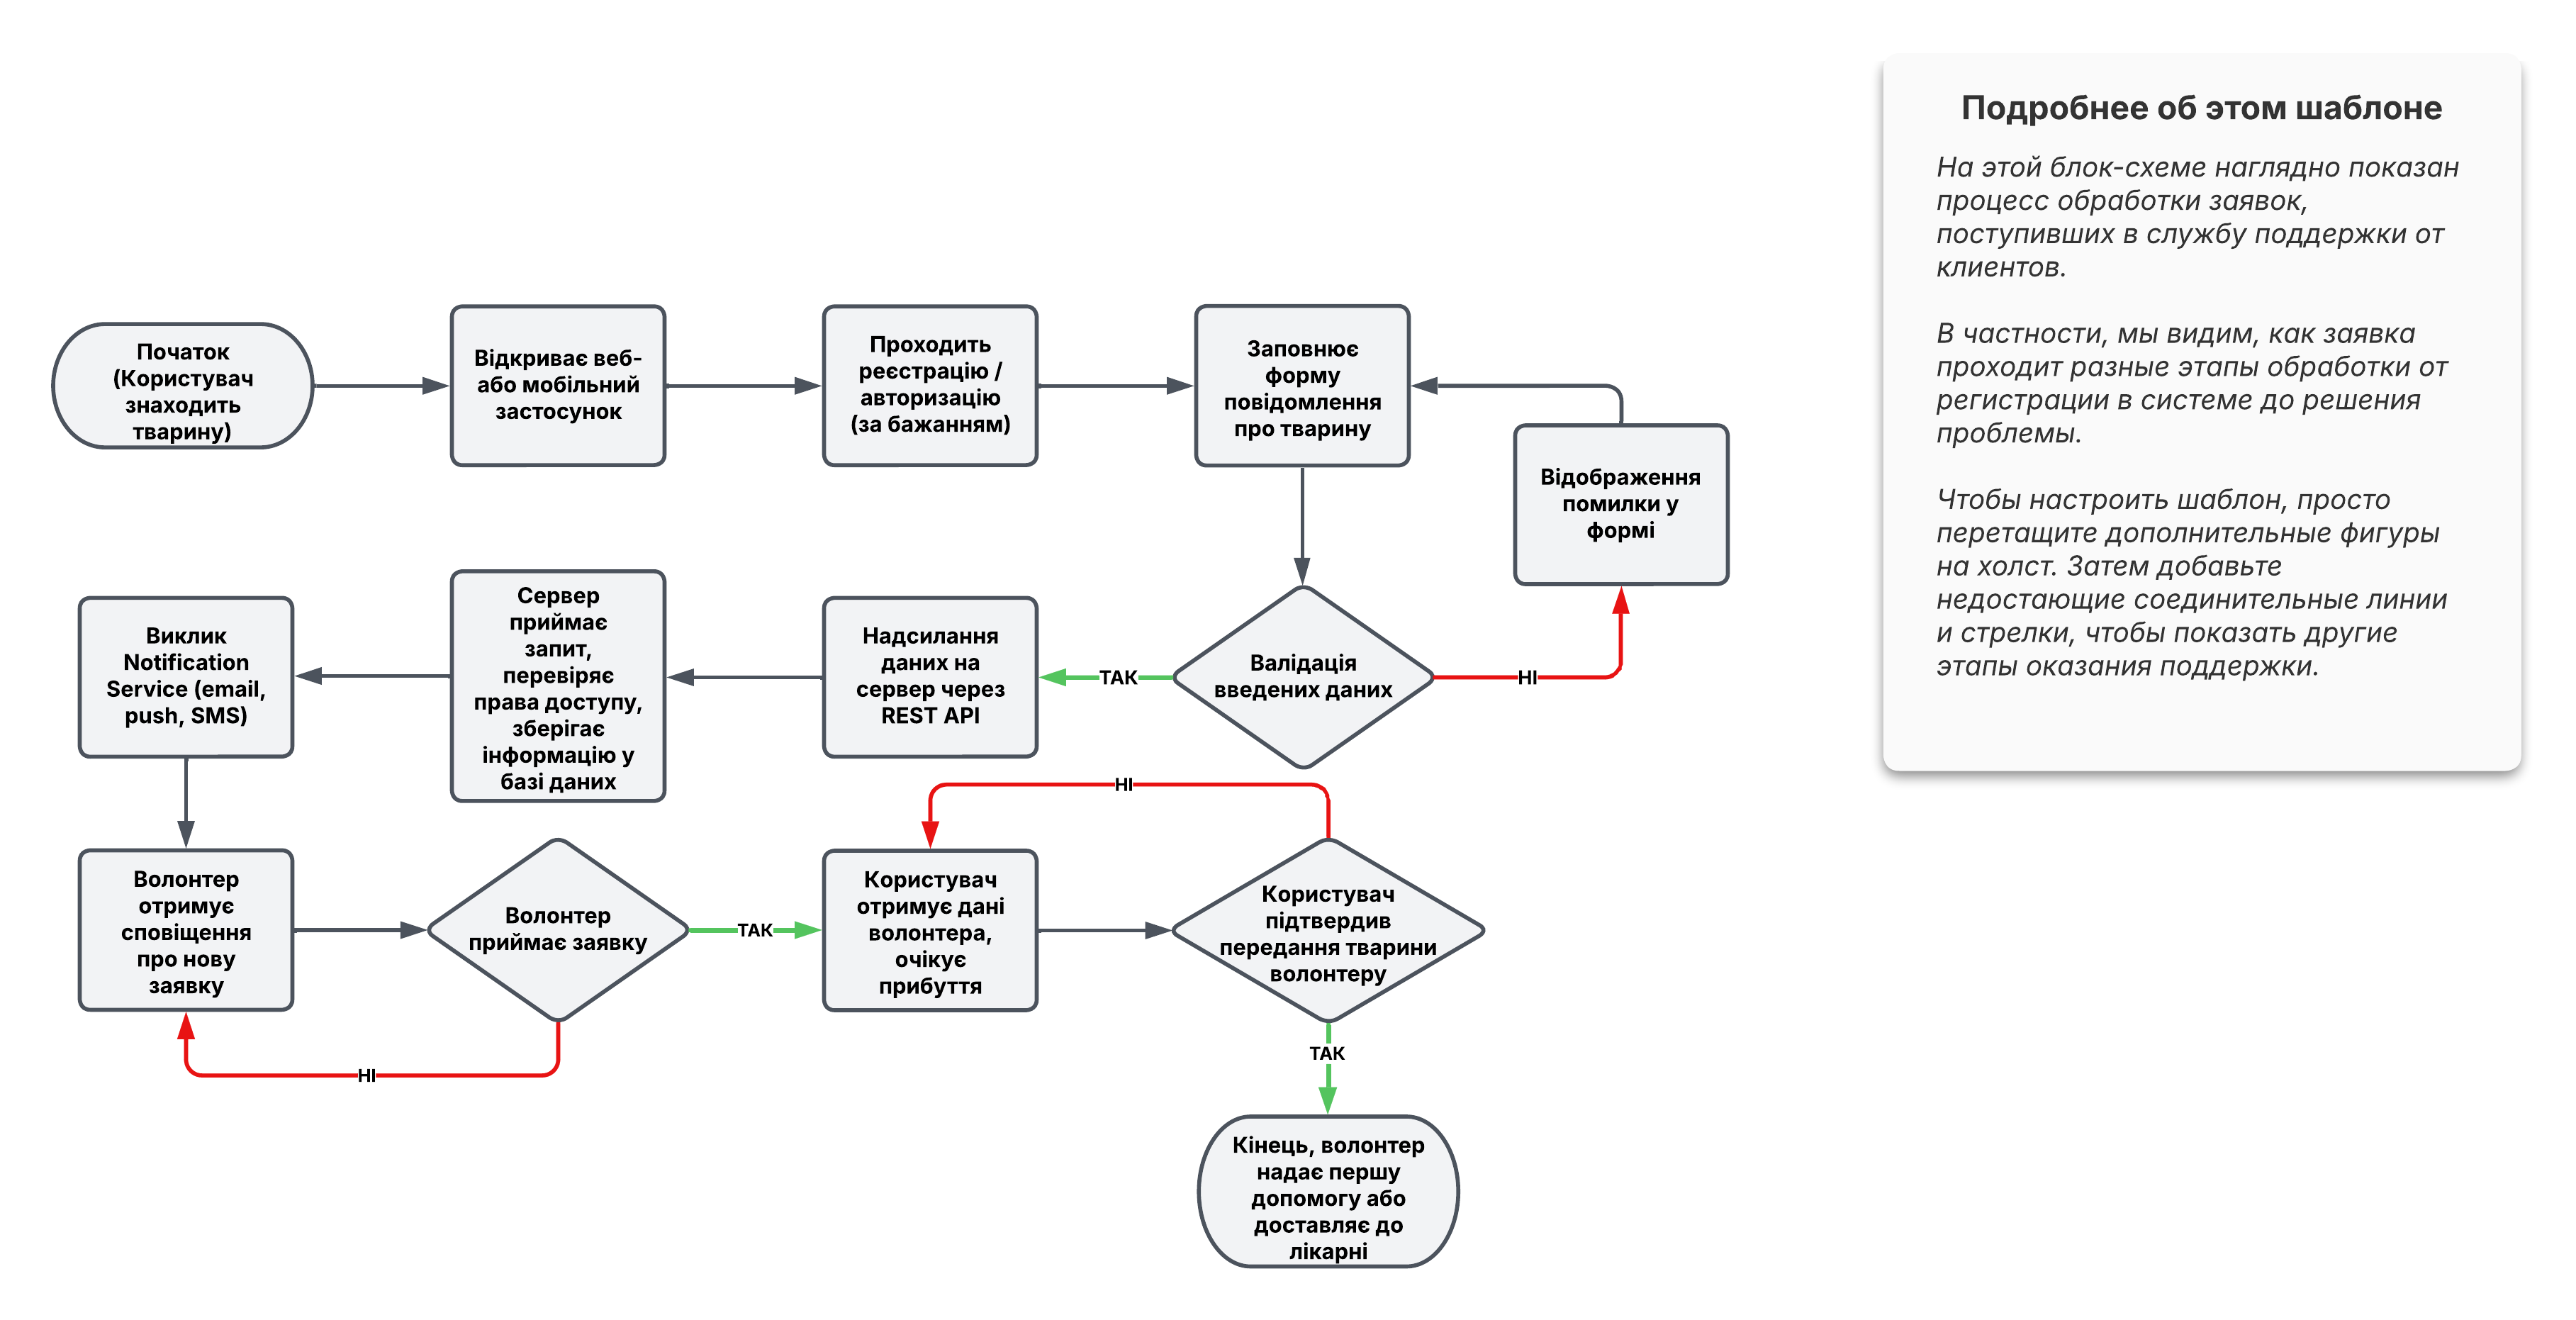 Початок
(Користувач
знаходить
тварину)
Відкриває веб-
або мобільний
застосунок
Проходить
реєстрацію /
авторизацію
(за бажанням)
Заповнює
форму
повідомлення
про тварину
Відображення
помилки у
формі
Валідація
введених даних
НІ
ТАК
Надсилання
даних на
сервер через
REST API
Сервер
приймає
запит,
перевіряє
права доступу,
зберігає
інформацію у
базі даних
Виклик
Notification
Service (email,
push, SMS)
Волонтер
отримує
сповіщення
про нову
заявку
Волонтер
приймає заявку
НІ
ТАК
Користувач
отримує дані
волонтера,
очікує
прибуття
Користувач
підтвердив
передання тварини
волонтеру
НІ
ТАК
Кінець, волонтер
надає першу
допомогу або
доставляє до
лікарні
Подробнее об этом шаблоне
На этой блок-схеме наглядно показан
процесс обработки заявок,
поступивших в службу поддержки от
клиентов.
В частности, мы видим, как заявка
проходит разные этапы обработки от
регистрации в системе до решения
проблемы.
Чтобы настроить шаблон, просто
перетащите дополнительные фигуры
на холст. Затем добавьте
недостающие соединительные линии
и стрелки, чтобы показать другие
этапы оказания поддержки.